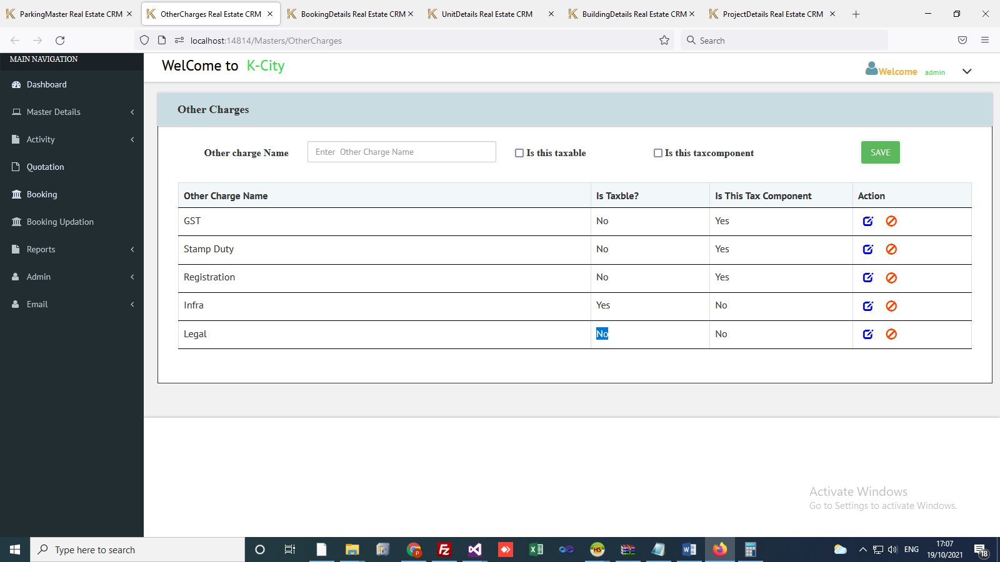 ParkingMaster Real Estate CRM
OtherCharges Real Estate CRM
BookingDetails Real Estate CRM
UnitDetails Real Estate CRM
BuildingDetails Real Estate CRM
ProjectDetails Real Estate CRM
localhost:14814/Masters/OtherCharges
Search
MAIN NAVIGATION
Dashboard
Master Details
Activity
Quotation
Booking
Booking Updation
Reports
Admin
Email
WelCome to K-City
Welcome admin
Other Charges
Other charge Name
Enter Other Charge Name
Is this taxable
Is this taxcomponent
SAVE
Other Charge Name Is Taxble? Is This Tax Component Action
GST No Yes
Stamp Duty No Yes
Registration No Yes
Infra Yes No
Legal No No
Activate Windows
Go to Settings to activate Windows.
Type here to search
ENG
17:07
19/10/2021
18